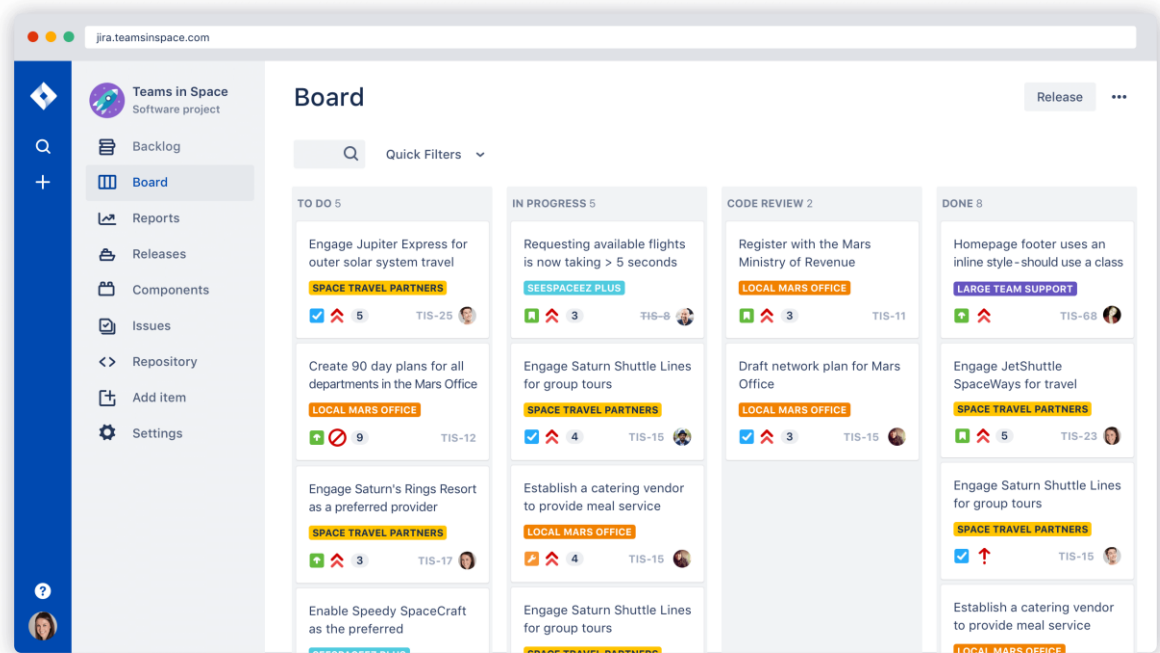 jira.teamsinspace.com
Teams in Space
Software project
Backlog
Board
Reports
Releases
Components
Issues
Repository
Add item
Settings
?
Board
Release
Quick Filters
TO DO 5
Engage Jupiter Express for
outer solar system travel
SPACE TRAVEL PARTNERS
5 TIS-25
Create 90 day plans for all
departments in the Mars Office
LOCAL MARS OFFICE
9 TIS-12
Engage Saturn's Rings Resort
as a preferred provider
SPACE TRAVEL PARTNERS
3 TIS-17
Enable Speedy SpaceCraft
as the preferred
SEESPACEEZ PLUS
IN PROGRESS 5
Requesting available flights
is now taking > 5 seconds
SEESPACEEZ PLUS
3 TIS-8
Engage Saturn Shuttle Lines
for group tours
SPACE TRAVEL PARTNERS
4 TIS-15
Establish a catering vendor
to provide meal service
LOCAL MARS OFFICE
4 TIS-15
Engage Saturn Shuttle Lines
for group tours
SPACE TRAVEL PARTNERS
CODE REVIEW 2
Register with the Mars
Ministry of Revenue
LOCAL MARS OFFICE
3 TIS-11
Draft network plan for Mars
Office
LOCAL MARS OFFICE
3 TIS-15
DONE 8
Homepage footer uses an
inline style - should use a class
LARGE TEAM SUPPORT
TIS-68
Engage JetShuttle
SpaceWays for travel
SPACE TRAVEL PARTNERS
5 TIS-23
Engage Saturn Shuttle Lines
for group tours
SPACE TRAVEL PARTNERS
TIS-15
Establish a catering vendor
to provide meal service
LOCAL MARS OFFICE